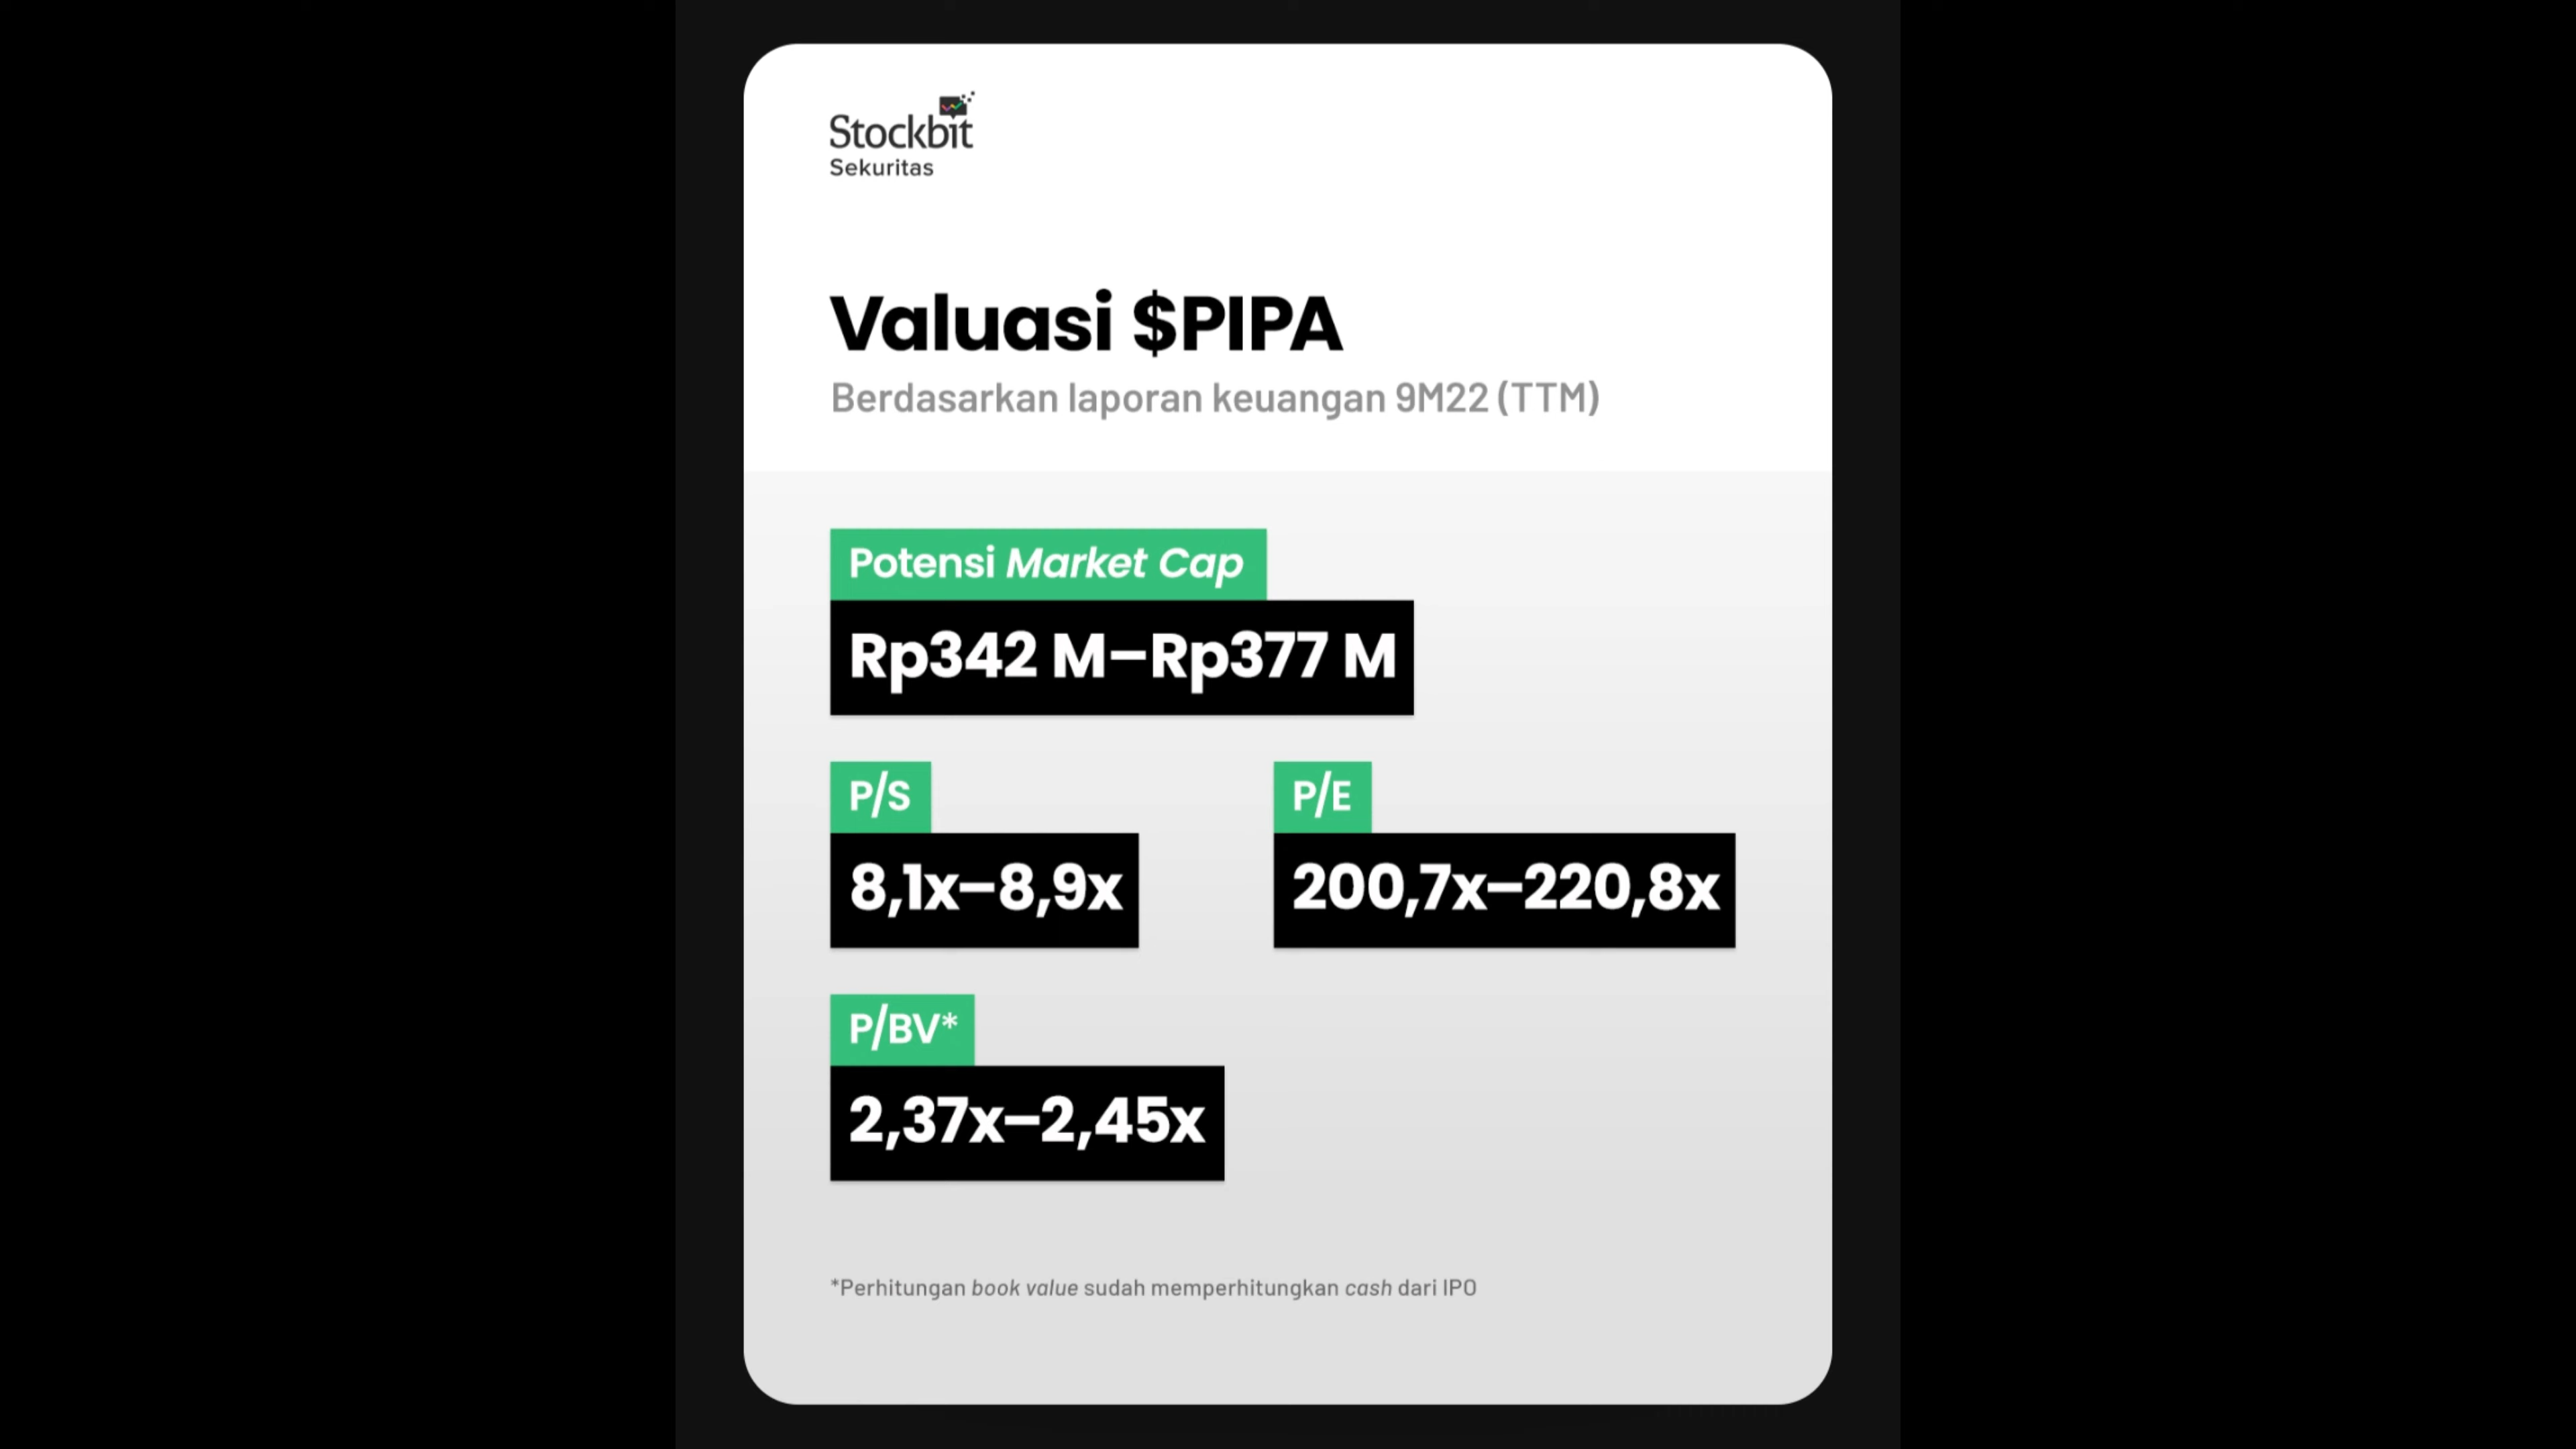 Stockbit
Sekuritas
Valuasi $PIPA
Berdasarkan laporan keuangan 9M22 (TTM)
Potensi Market Cap
Rp342 M–Rp377 M
P/S
8,1x–8,9x
P/E
200,7x–220,8x
P/BV*
2,37x–2,45x
*Perhitungan book value sudah memperhitungkan cash dari IPO